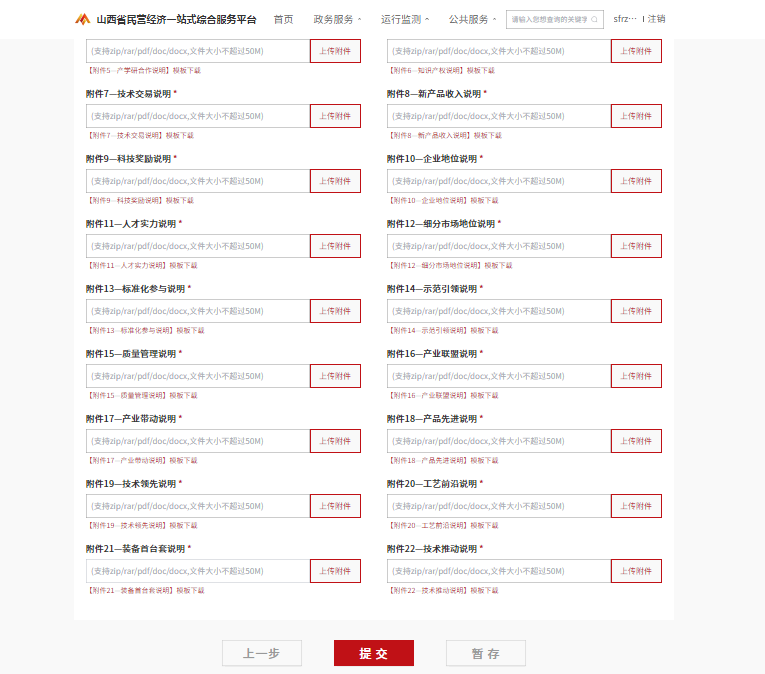 山西省民营经济一站式综合服务平台 首页 政务服务 运行监测 公共服务 请输入您想查询的关键字 sfrz··· | 注销
(支持zip/rar/pdf/doc/docx,文件大小不超过50M) 上传附件 (支持zip/rar/pdf/doc/docx,文件大小不超过50M) 上传附件
【附件5—产学研合作说明】模板下载 【附件6—知识产权说明】模板下载
附件7—技术交易说明 * 附件8—新产品收入说明 *
(支持zip/rar/pdf/doc/docx,文件大小不超过50M) 上传附件 (支持zip/rar/pdf/doc/docx,文件大小不超过50M) 上传附件
【附件7—技术交易说明】模板下载 【附件8—新产品收入说明】模板下载
附件9—科技奖励说明 * 附件10—企业地位说明 *
(支持zip/rar/pdf/doc/docx,文件大小不超过50M) 上传附件 (支持zip/rar/pdf/doc/docx,文件大小不超过50M) 上传附件
【附件9—科技奖励说明】模板下载 【附件10—企业地位说明】模板下载
附件11—人才实力说明 * 附件12—细分市场地位说明 *
(支持zip/rar/pdf/doc/docx,文件大小不超过50M) 上传附件 (支持zip/rar/pdf/doc/docx,文件大小不超过50M) 上传附件
【附件11—人才实力说明】模板下载 【附件12—细分市场地位说明】模板下载
附件13—标准化参与说明 * 附件14—示范引领说明 *
(支持zip/rar/pdf/doc/docx,文件大小不超过50M) 上传附件 (支持zip/rar/pdf/doc/docx,文件大小不超过50M) 上传附件
【附件13—标准化参与说明】模板下载 【附件14—示范引领说明】模板下载
附件15—质量管理说明 * 附件16—产业联盟说明 *
(支持zip/rar/pdf/doc/docx,文件大小不超过50M) 上传附件 (支持zip/rar/pdf/doc/docx,文件大小不超过50M) 上传附件
【附件15—质量管理说明】模板下载 【附件16—产业联盟说明】模板下载
附件17—产业带动说明 * 附件18—产品先进说明 *
(支持zip/rar/pdf/doc/docx,文件大小不超过50M) 上传附件 (支持zip/rar/pdf/doc/docx,文件大小不超过50M) 上传附件
【附件17—产业带动说明】模板下载 【附件18—产品先进说明】模板下载
附件19—技术领先说明 * 附件20—工艺前沿说明 *
(支持zip/rar/pdf/doc/docx,文件大小不超过50M) 上传附件 (支持zip/rar/pdf/doc/docx,文件大小不超过50M) 上传附件
【附件19—技术领先说明】模板下载 【附件20—工艺前沿说明】模板下载
附件21—装备首台套说明 * 附件22—技术推动说明 *
(支持zip/rar/pdf/doc/docx,文件大小不超过50M) 上传附件 (支持zip/rar/pdf/doc/docx,文件大小不超过50M) 上传附件
【附件21—装备首台套说明】模板下载 【附件22—技术推动说明】模板下载
上一步 提 交 暂 存